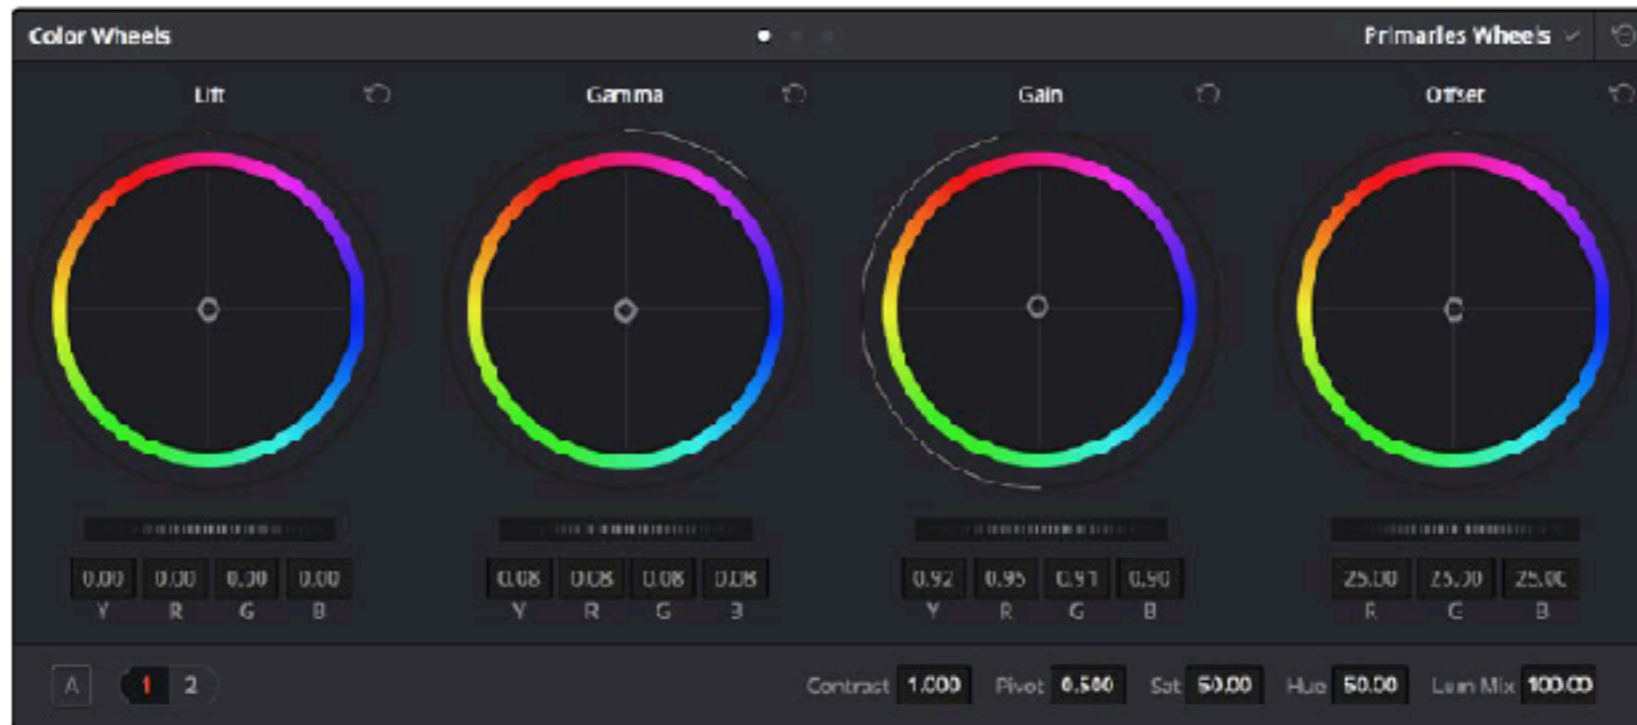 Color Wheels Primaries Wheels
Lift Gamma Gain Offset
0.00 0.00 0.00 0.00 0.08 0.08 0.08 0.08 0.92 0.95 0.91 0.90 25.00 25.00 25.00
Y R G B Y R G B Y R G B R G B
A 1 2 Contrast 1.000 Pivot 0.500 Sat 50.00 Hue 50.00 Lum Mix 100.00